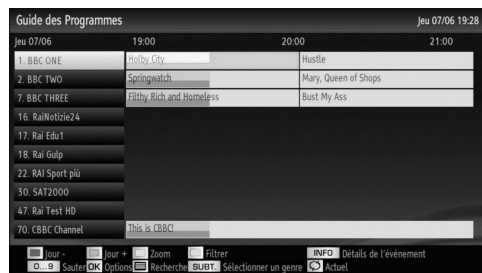 Guide des Programmes Jeu 07/06 19:28
Jeu 07/06 19:00 20:00 21:00
1. BBC ONE Holby City Hustle
2. BBC TWO Springwatch Mary, Queen of Shops
7. BBC THREE Filthy Rich and Homeless Bust My Ass
16. RaiNotizie24
17. Rai Edu1
18. Rai Gulp
22. RAI Sport più
30. SAT2000
47. Rai Test HD
70. CBBC Channel This is CBBC!
Jour - Jour + Zoom Filtrer INFO Détails de l'événement
0...9 Sauter OK Options Recherche SUBT. Sélectionner un genre Actuel